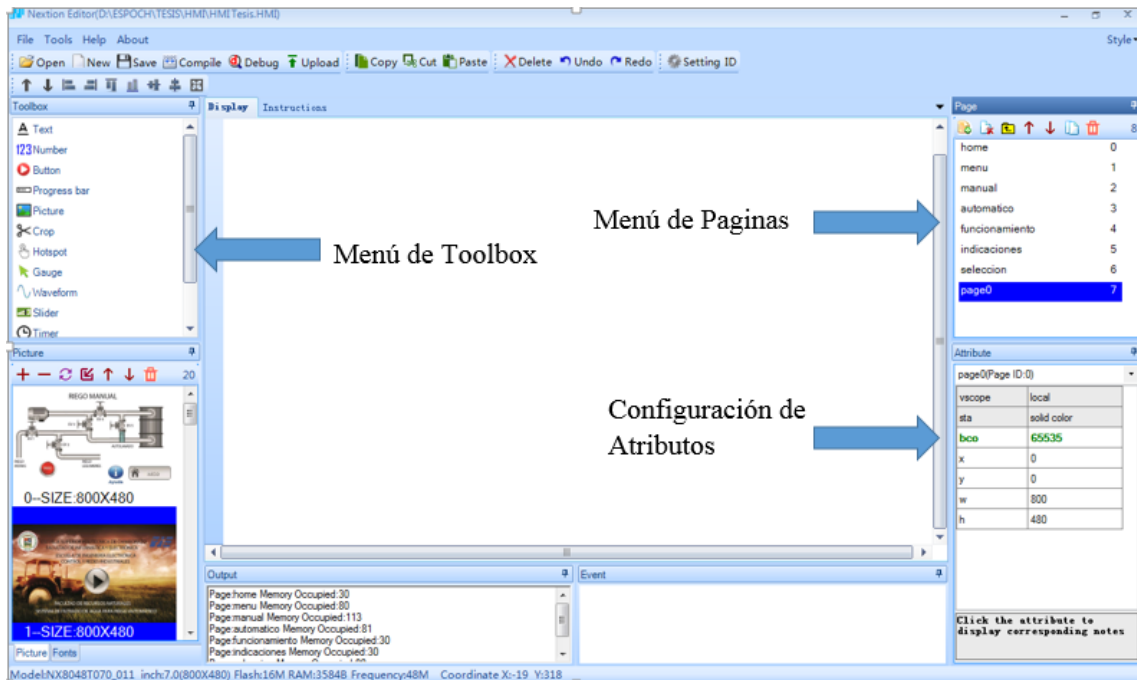 Nextion Editor(D:\ESPOCH\TESIS\HMI\HMI Tesis.HMI)
File Tools Help About
Style
Open New Save Compile Debug Upload Copy Cut Paste Delete Undo Redo Setting ID
Toolbox
Text
123 Number
Button
Progress bar
Picture
Crop
Hotspot
Gauge
Waveform
Slider
Timer
Picture
20
RIEGO MANUAL
0--SIZE:800X480
1--SIZE:800X480
Picture Fonts
Display Instructions
Menú de Toolbox
Menú de Paginas
Configuración de
Atributos
Output
Page:home Memory Occupied:30
Page:menu Memory Occupied:80
Page:manual Memory Occupied:113
Page:automatico Memory Occupied:81
Page:funcionamiento Memory Occupied:30
Page:indicaciones Memory Occupied:30
Event
Page
8
home 0
menu 1
manual 2
automatico 3
funcionamiento 4
indicaciones 5
seleccion 6
page0 7
Attribute
page0(Page ID:0)
vscope local
sta solid color
bco 65535
x 0
y 0
w 800
h 480
Click the attribute to
display corresponding notes
Model:NX8048T070_011 inch:7.0(800X480) Flash:16M RAM:3584B Frequency:48M Coordinate X:-19 Y:318